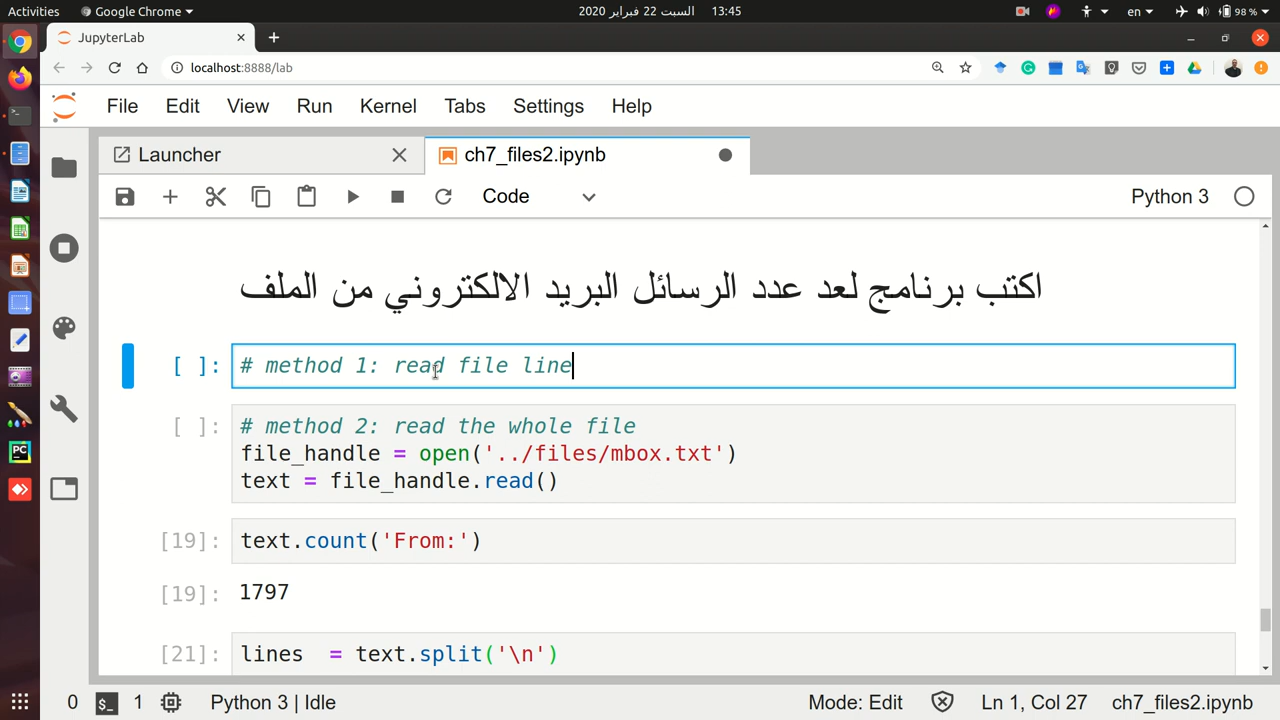 Activities
Google Chrome
السبت 22 فبراير 2020
13:45
en
98 %
JupyterLab
localhost:8888/lab
File Edit View Run Kernel Tabs Settings Help
Launcher
ch7_files2.ipynb
Code
Python 3
اكتب برنامج لعد عدد الرسائل البريد الالكتروني من الملف
[ ]: # method 1: read file line
[ ]: # method 2: read the whole file
file_handle = open('../files/mbox.txt')
text = file_handle.read()
[19]: text.count('From:')
[19]: 1797
[21]: lines = text.split('\n')
0 $_ 1 Python 3 | Idle Mode: Edit Ln 1, Col 27 ch7_files2.ipynb
PC